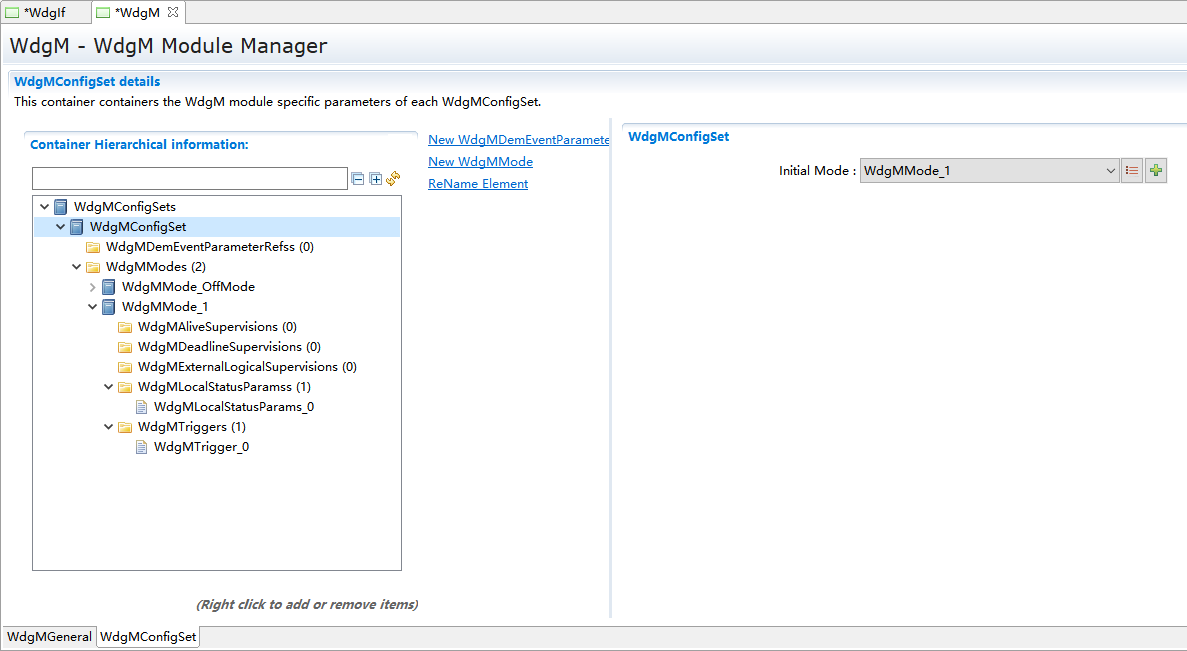 *WdgIf
*WdgM
WdgM - WdgM Module Manager
WdgMConfigSet details
This container containers the WdgM module specific parameters of each WdgMConfigSet.
Container Hierarchical information:
WdgMConfigSets
WdgMConfigSet
WdgMDemEventParameterRefss (0)
WdgMModes (2)
WdgMMode_OffMode
WdgMMode_1
WdgMAliveSupervisions (0)
WdgMDeadlineSupervisions (0)
WdgMExternalLogicalSupervisions (0)
WdgMLocalStatusParamss (1)
WdgMLocalStatusParams_0
WdgMTriggers (1)
WdgMTrigger_0
(Right click to add or remove items)
New WdgMDemEventParamete
New WdgMMode
ReName Element
WdgMConfigSet
Initial Mode : WdgMMode_1
WdgMGeneral
WdgMConfigSet